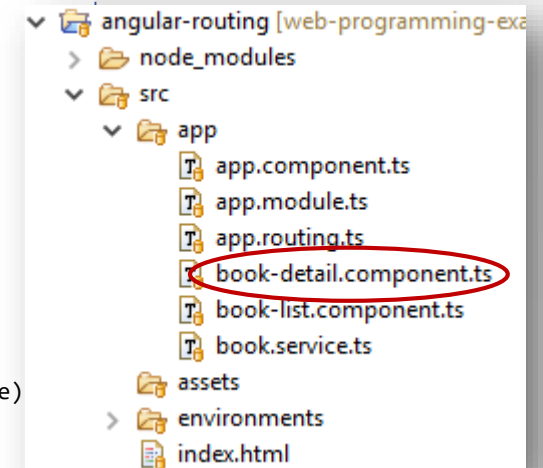 angular-routing [web-programming-exa
node_modules
src
app
app.component.ts
app.module.ts
app.routing.ts
book-detail.component.ts
book-list.component.ts
book.service.ts
e)
assets
environments
index.html